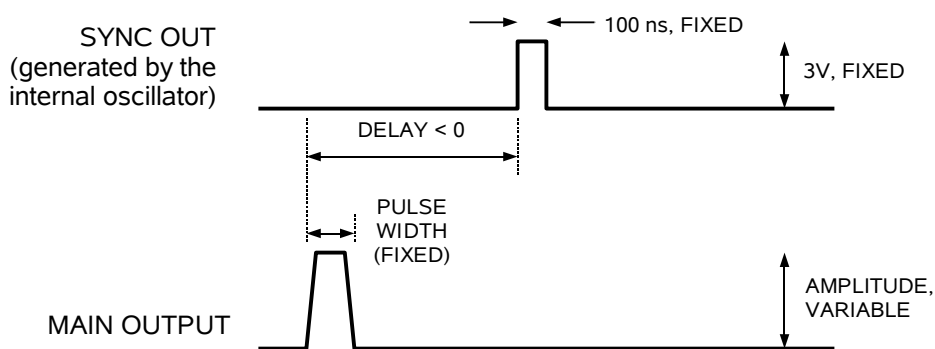 SYNC OUT
(generated by the
internal oscillator)
100 ns, FIXED
3V, FIXED
DELAY < 0
PULSE
WIDTH
(FIXED)
AMPLITUDE,
VARIABLE
MAIN OUTPUT